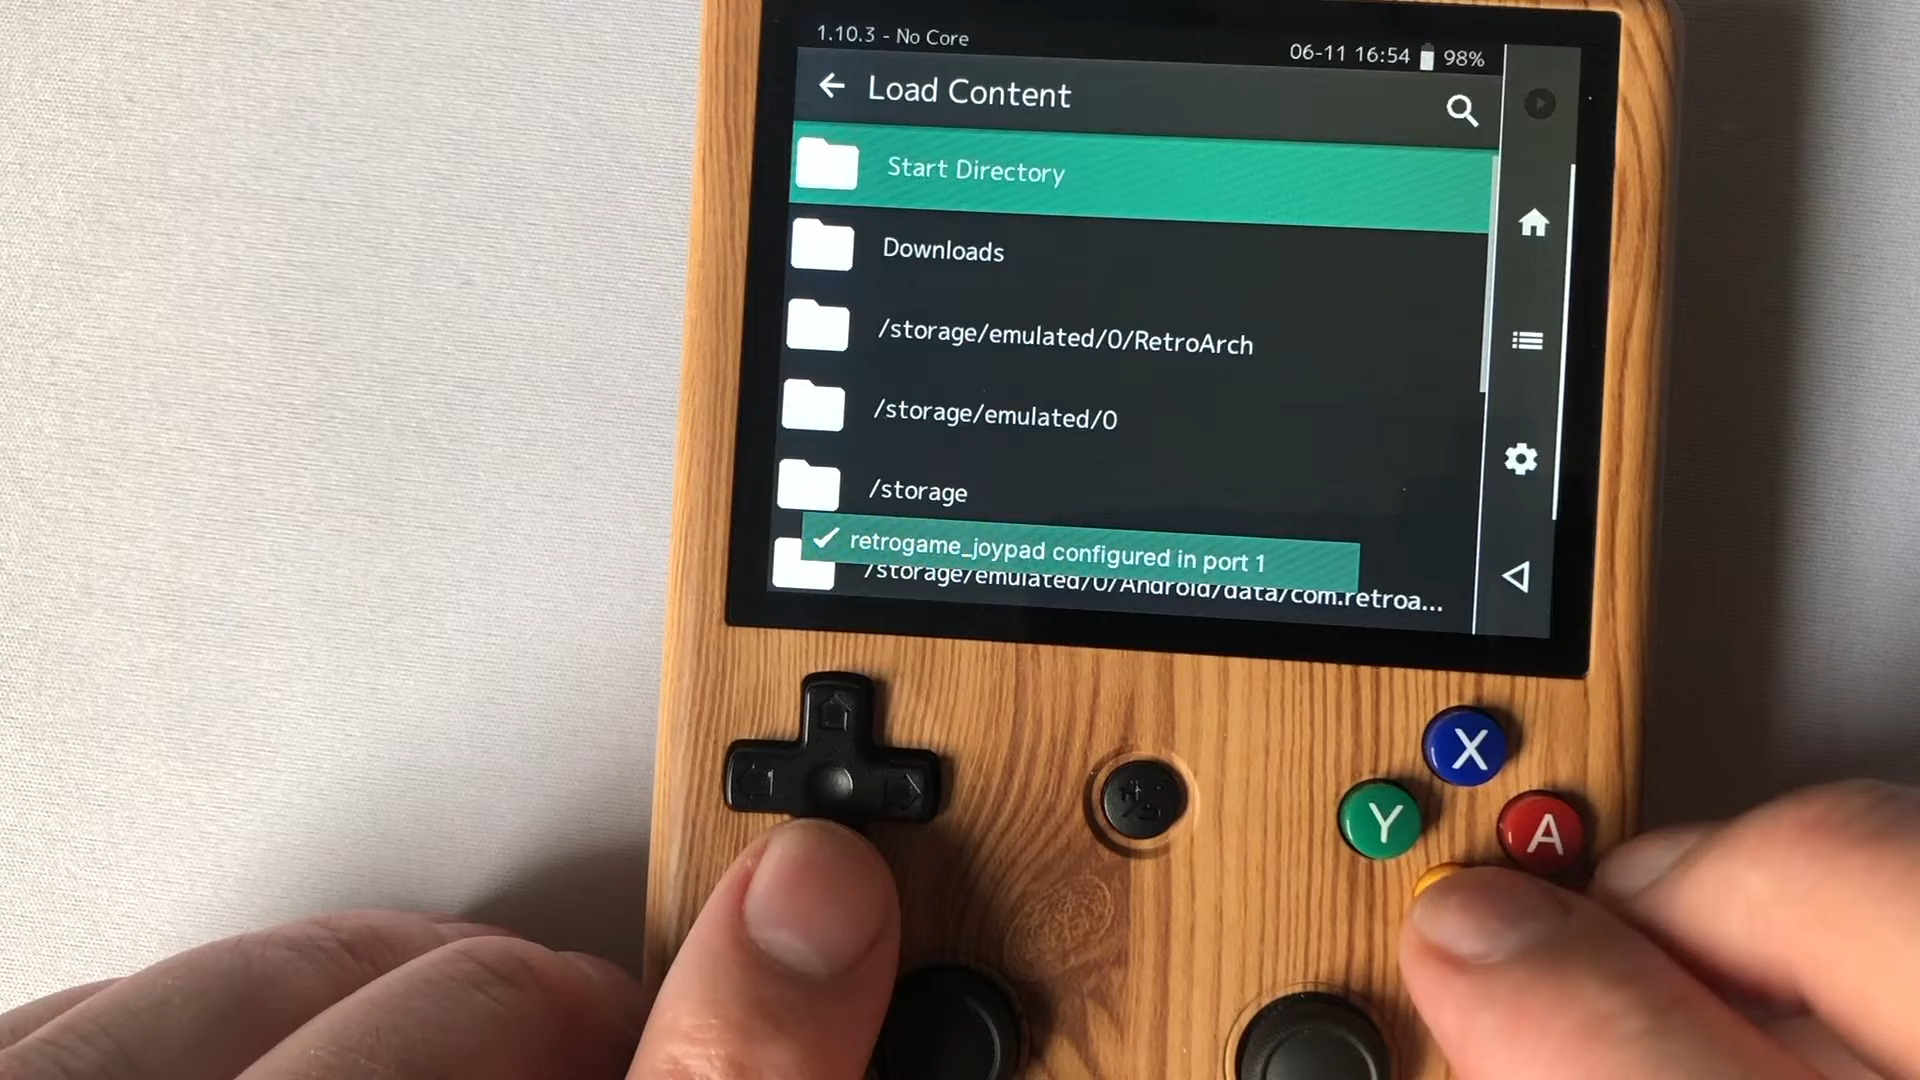 1.10.3 - No Core
06-11 16:54 98%
Load Content
Start Directory
Downloads
/storage/emulated/0/RetroArch
/storage/emulated/0
/storage
retrogame_joypad configured in port 1
/storage/emulated/0/Android/data/com.retroa...
X
Y
A